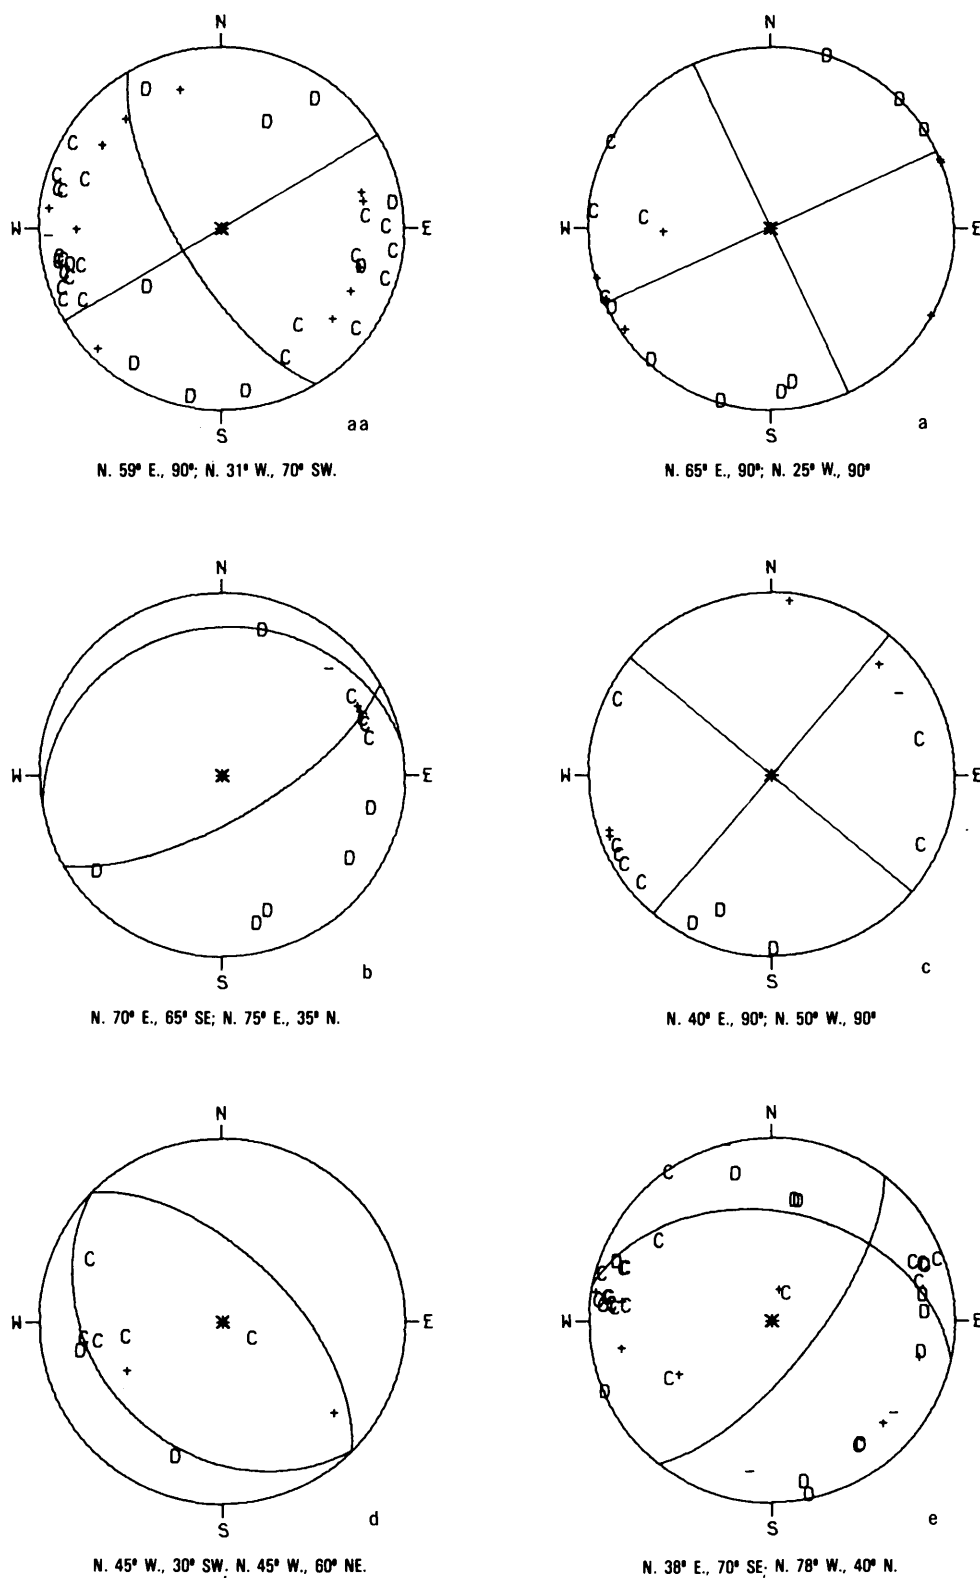 N
N
W
E
W
E
S
S
aa
a
N. 59° E., 90°; N. 31° W., 70° SW.
N. 65° E., 90°; N. 25° W., 90°
N
N
W
E
W
E
b
c
S
S
N. 70° E., 65° SE; N. 75° E., 35° N.
N. 40° E., 90°; N. 50° W., 90°
N
N
W
E
W
E
d
e
S
S
N. 45° W., 30° SW; N. 45° W., 60° NE.
N. 38° E., 70° SE; N. 78° W., 40° N.